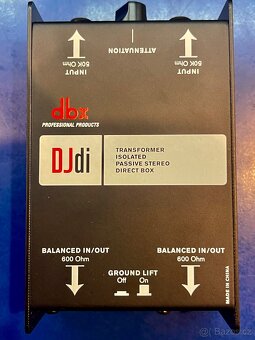 INPUT
50K Ohm
ATTENUATION
INPUT
50K Ohm
dbx
PROFESSIONAL PRODUCTS
DJdi
TRANSFORMER
ISOLATED
PASSIVE STEREO
DIRECT BOX
BALANCED IN/OUT
600 Ohm
BALANCED IN/OUT
600 Ohm
GROUND LIFT
Off On
MADE IN CHINA